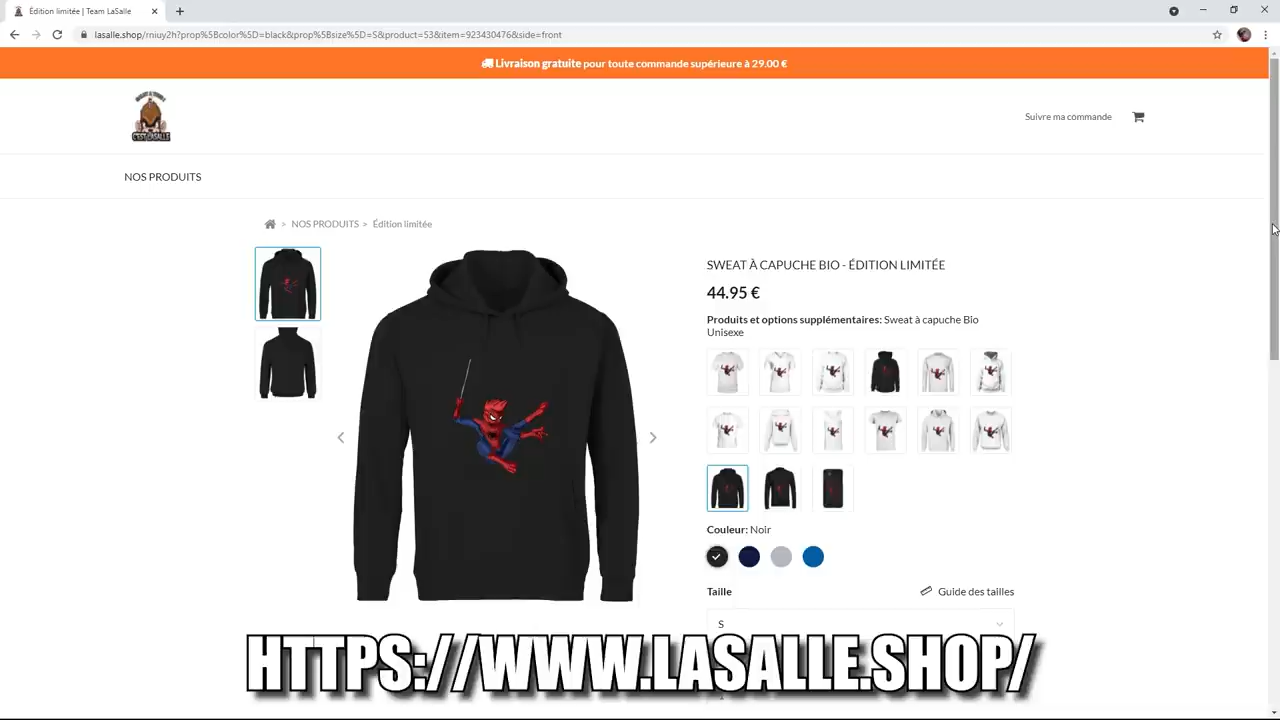 Édition limitée | Team LaSalle
lasalle.shop/rniuy2h?prop%5Bcolor%5D=black&prop%5Bsize%5D=S&product=53&item=923430476&side=front
Livraison gratuite pour toute commande supérieure à 29.00 €
C'EST LASALLE
Suivre ma commande
NOS PRODUITS
> NOS PRODUITS > Édition limitée
SWEAT À CAPUCHE BIO - ÉDITION LIMITÉE
44.95 €
Produits et options supplémentaires: Sweat à capuche Bio
Unisexe
Couleur: Noir
Taille
Guide des tailles
S
HTTPS://WWW.LASALLE.SHOP/